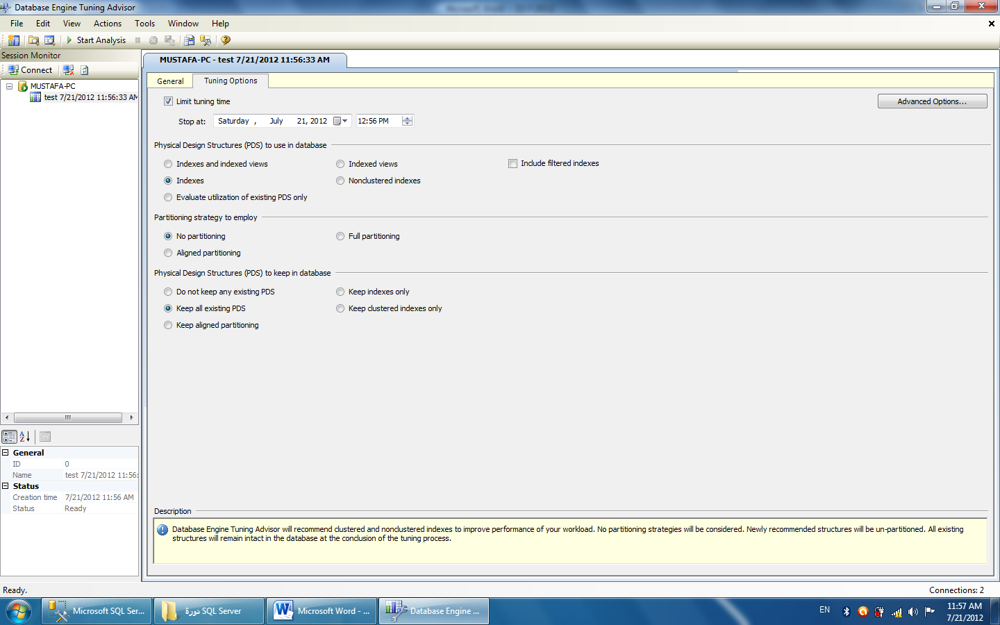 Database Engine Tuning Advisor
File Edit View Actions Tools Window Help
Start Analysis
Session Monitor
Connect
MUSTAFA-PC
test 7/21/2012 11:56:33 AM
MUSTAFA-PC - test 7/21/2012 11:56:33 AM
General Tuning Options
Limit tuning time
Advanced Options...
Stop at: Saturday , July 21, 2012 12:56 PM
Physical Design Structures (PDS) to use in database
Indexes and indexed views Indexed views Include filtered indexes
Indexes Nonclustered indexes
Evaluate utilization of existing PDS only
Partitioning strategy to employ
No partitioning Full partitioning
Aligned partitioning
Physical Design Structures (PDS) to keep in database
Do not keep any existing PDS Keep indexes only
Keep all existing PDS Keep clustered indexes only
Keep aligned partitioning
General
ID 0
Name test 7/21/2012 11:56:
Status
Creation time 7/21/2012 11:56 AM
Status Ready
Description
Database Engine Tuning Advisor will recommend clustered and nonclustered indexes to improve performance of your workload. No partitioning strategies will be considered. Newly recommended structures will be un-partitioned. All existing
structures will remain intact in the database at the conclusion of the tuning process.
Ready.
Connections: 2
Microsoft SQL Ser...
دورة SQL Server
Microsoft Word - ...
Database Engine ...
EN
11:57 AM
7/21/2012